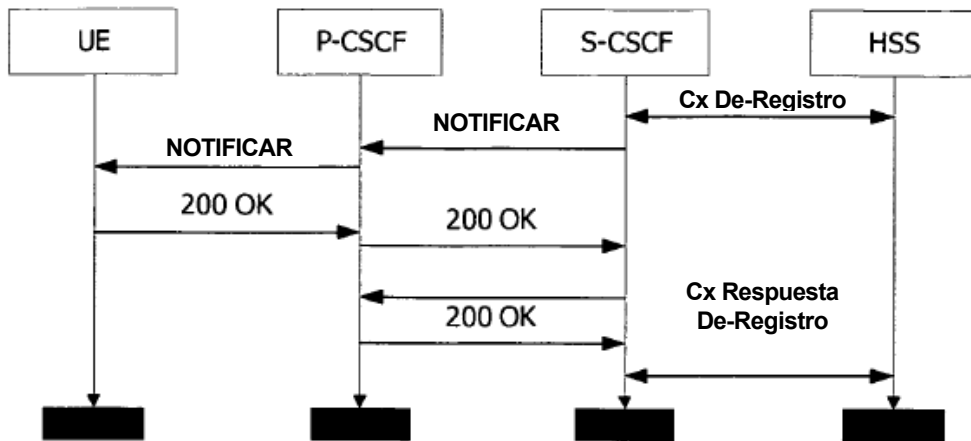 UE
P-CSCF
S-CSCF
HSS
Cx De-Registro
NOTIFICAR
NOTIFICAR
200 OK
200 OK
Cx Respuesta
De-Registro
200 OK